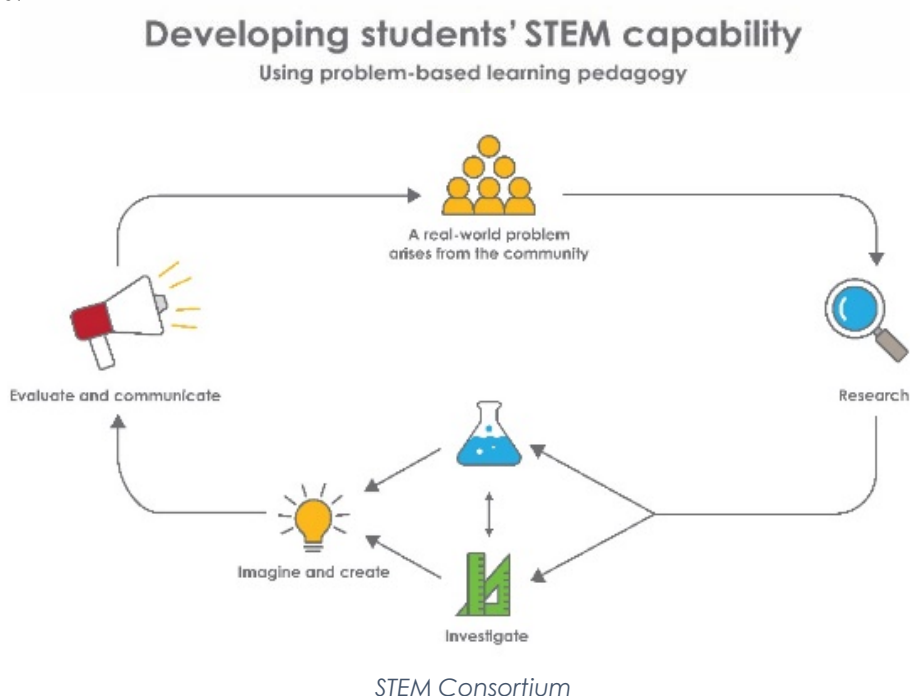 Developing students' STEM capability
Using problem-based learning pedagogy
A real-world problem
arises from the community
Evaluate and communicate
Research
Imagine and create
Investigate
STEM Consortium